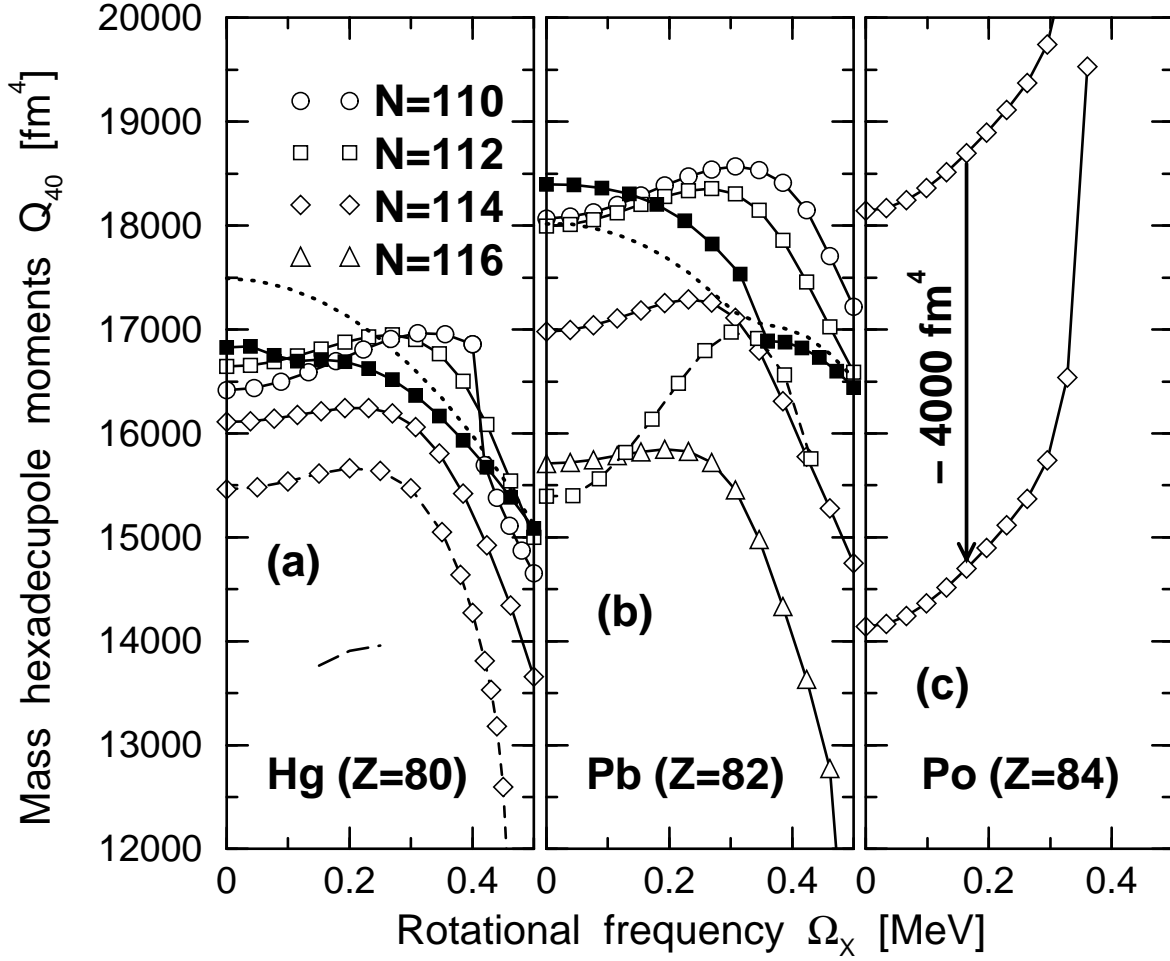 Mass hexadecupole moments Q40 [fm4]
20000
19000
18000
17000
16000
15000
14000
13000
12000
N=110
N=112
N=114
N=116
(a)
Hg (Z=80)
(b)
Pb (Z=82)
− 4000 fm4
(c)
Po (Z=84)
0 0.2 0.4 0 0.2 0.4 0 0.2 0.4
Rotational frequency ΩX [MeV]